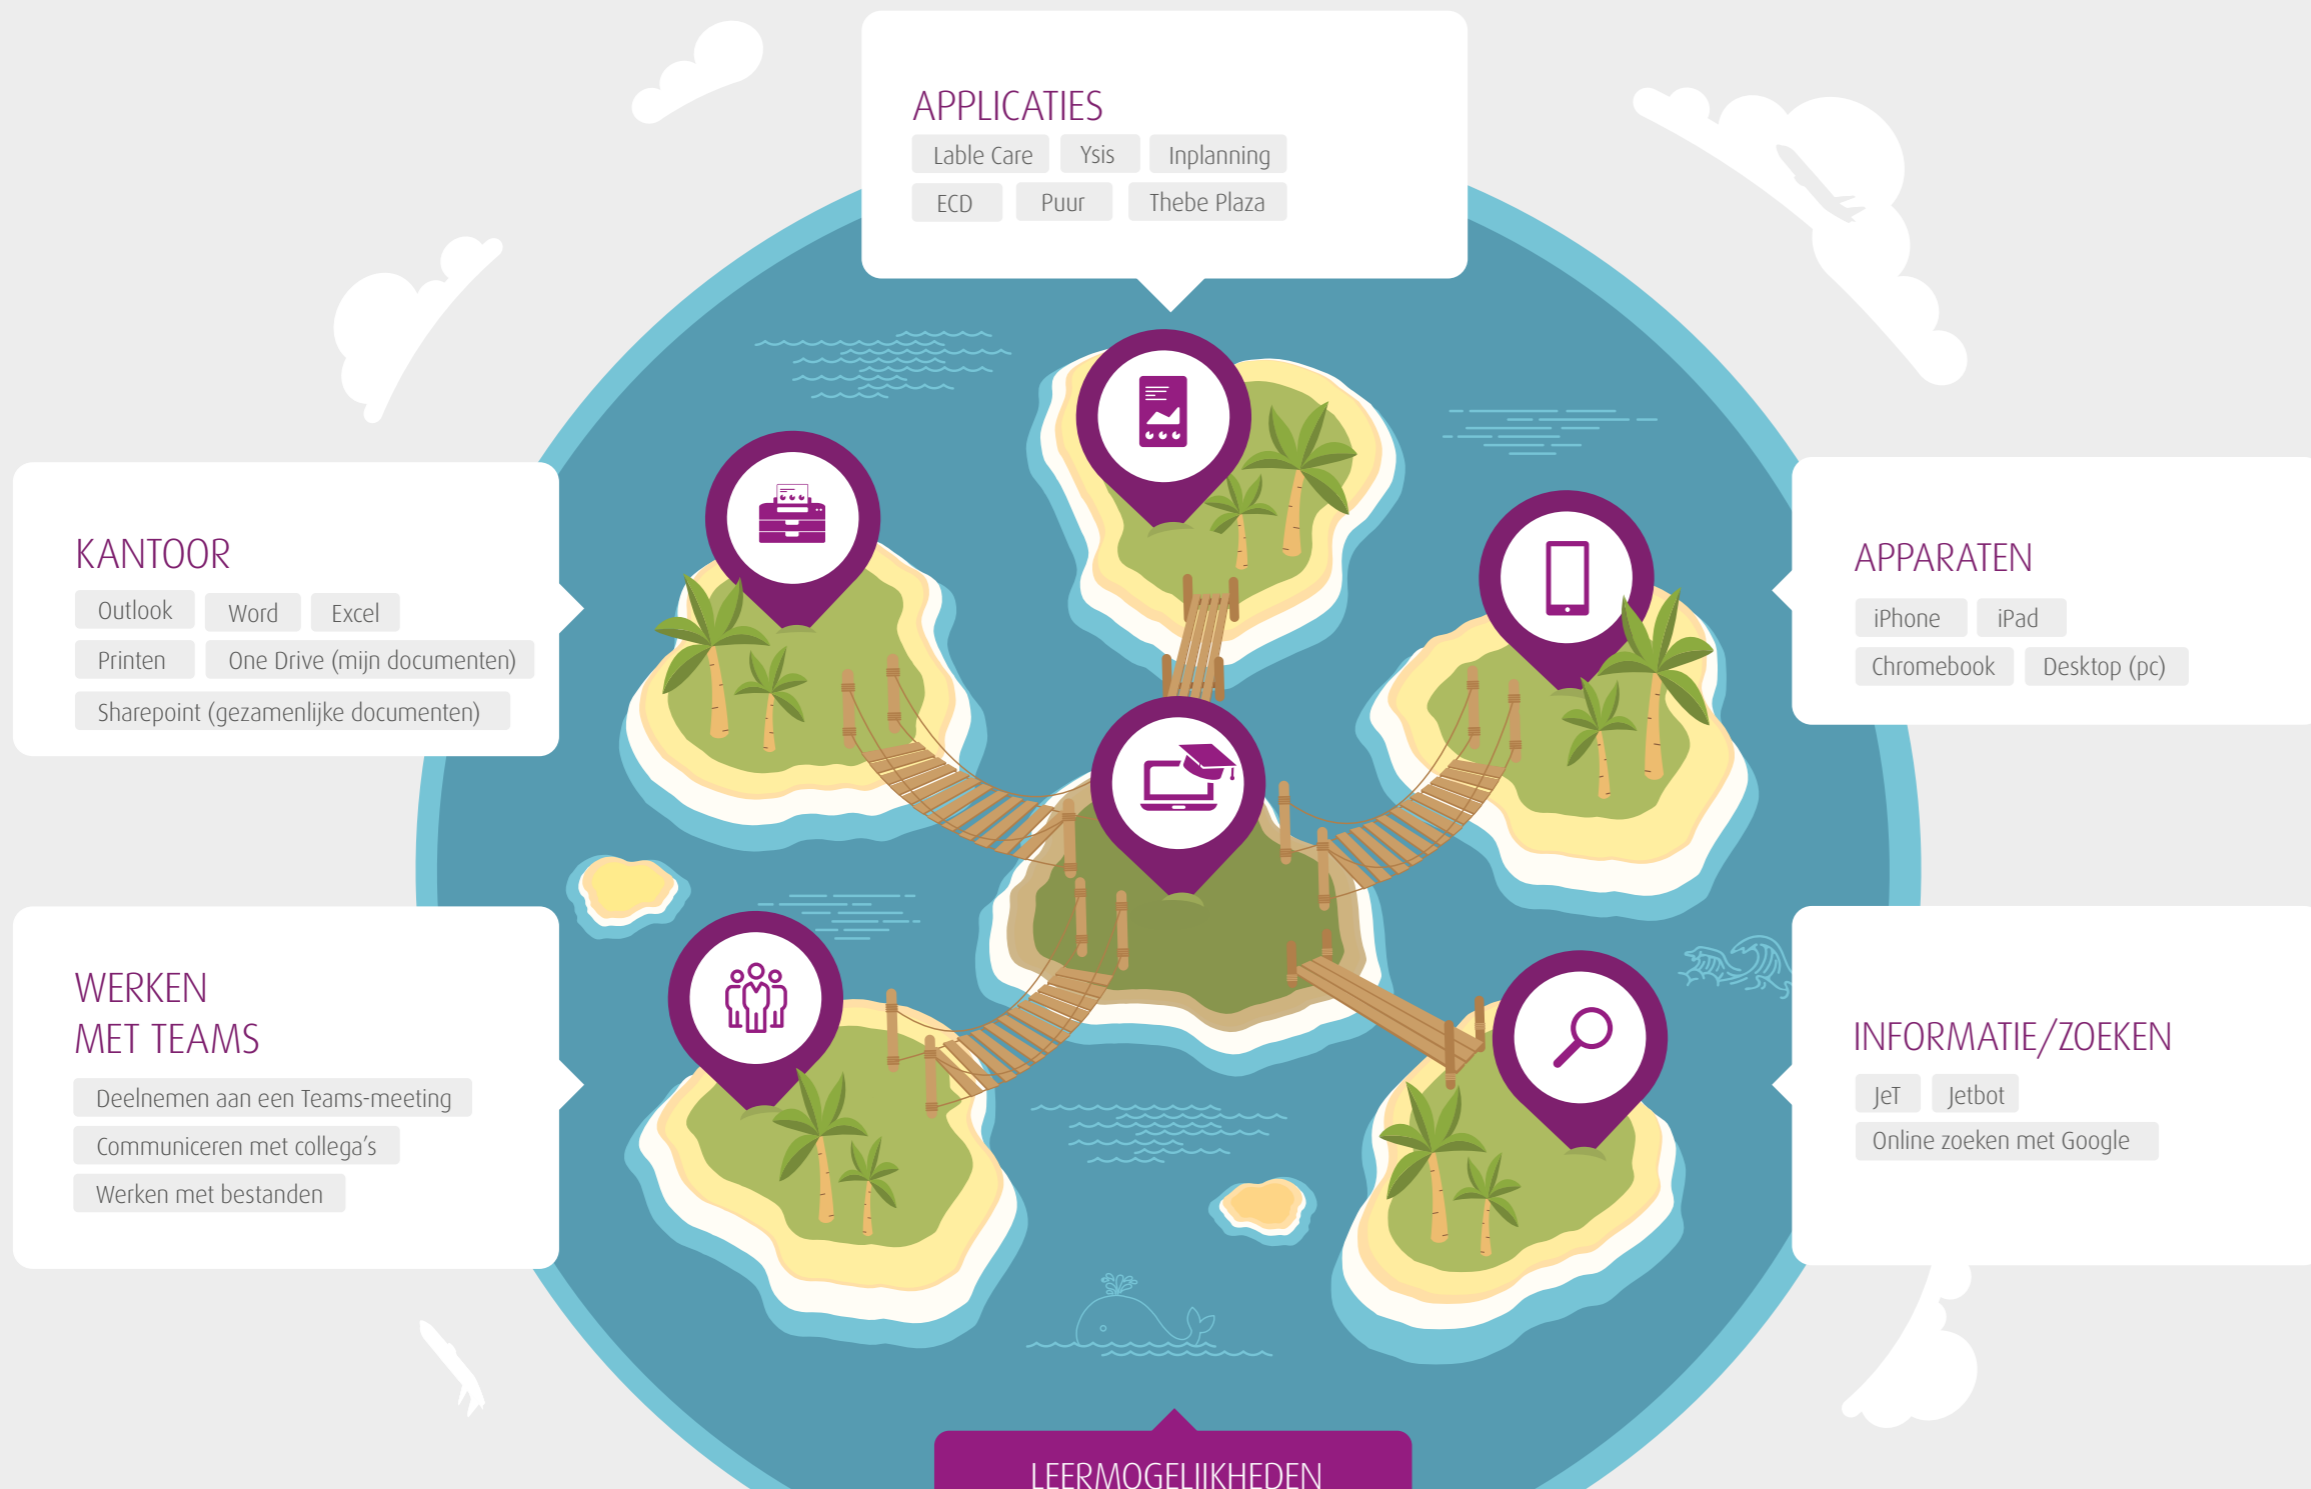 APPLICATIES
Lable Care Ysis Inplanning
ECD Puur Thebe Plaza
KANTOOR
Outlook Word Excel
Printen One Drive (mijn documenten)
Sharepoint (gezamenlijke documenten)
APPARATEN
iPhone iPad
Chromebook Desktop (pc)
WERKEN
MET TEAMS
Deelnemen aan een Teams-meeting
Communiceren met collega's
Werken met bestanden
INFORMATIE/ZOEKEN
JeT Jetbot
Online zoeken met Google
LEERMOGELIJKHEDEN